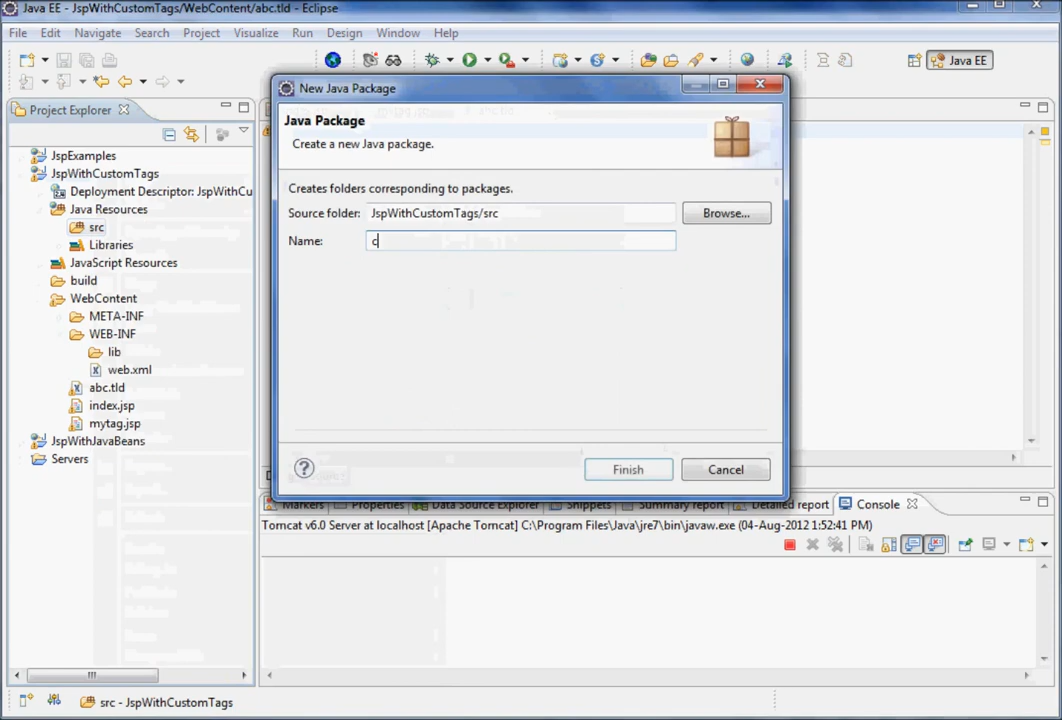 Java EE - JspWithCustomTags/WebContent/abc.tld - Eclipse
File Edit Navigate Search Project Visualize Run Design Window Help
Java EE
Project Explorer
New Java Package
Java Package
Create a new Java package.
Creates folders corresponding to packages.
Source folder: JspWithCustomTags/src Browse...
Name: c
Finish Cancel
JspExamples
JspWithCustomTags
Deployment Descriptor: JspWithCu
Java Resources
src
Libraries
JavaScript Resources
build
WebContent
META-INF
WEB-INF
lib
web.xml
abc.tld
index.jsp
mytag.jsp
JspWithJavaBeans
Servers
Markers Properties Data Source Explorer Snippets Summary report Detailed report Console
Tomcat v6.0 Server at localhost [Apache Tomcat] C:\Program Files\Java\jre7\bin\javaw.exe (04-Aug-2012 1:52:41 PM)
src - JspWithCustomTags